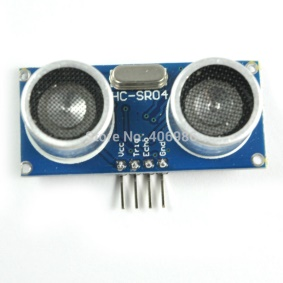 HC-SR04
Vcc
Trig
Echo
Gnd